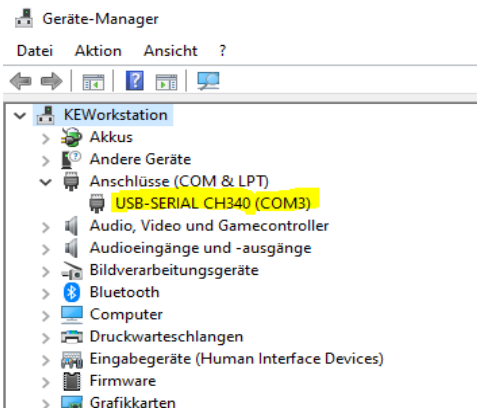 Geräte-Manager
Datei Aktion Ansicht ?
KEWorkstation
Akkus
Andere Geräte
Anschlüsse (COM & LPT)
USB-SERIAL CH340 (COM3)
Audio, Video und Gamecontroller
Audioeingänge und -ausgänge
Bildverarbeitungsgeräte
Bluetooth
Computer
Druckwarteschlangen
Eingabegeräte (Human Interface Devices)
Firmware
Grafikkarten